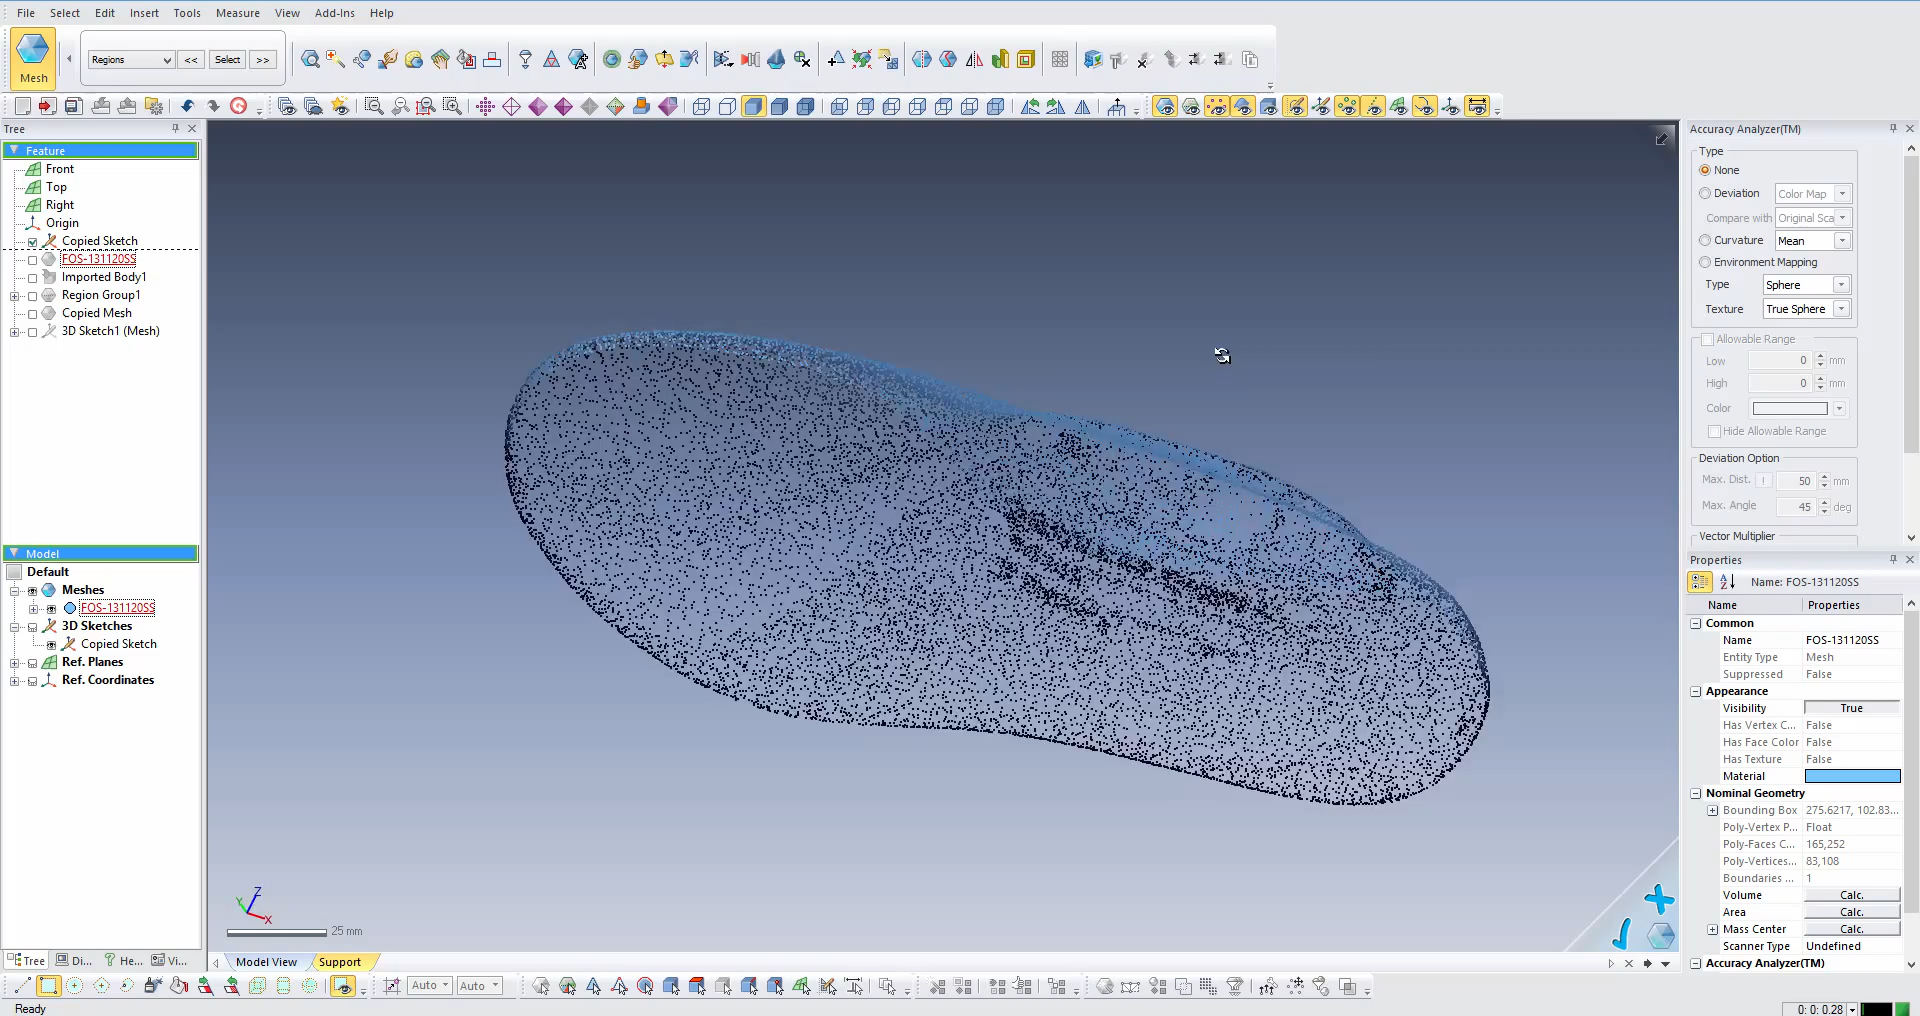 File Select Edit Insert Tools Measure View Add-Ins Help
Mesh
Regions << Select >>
Tree
Feature
Front
Top
Right
Origin
Copied Sketch
FOS-131120SS
Imported Body1
Region Group1
Copied Mesh
3D Sketch1 (Mesh)
Model
Default
Meshes
FOS-131120SS
3D Sketches
Copied Sketch
Ref. Planes
Ref. Coordinates
Tree Di... He... Vi...
Z
Y
X
25 mm
Model View Support
Auto Auto
Ready
Accuracy Analyzer(TM)
Type
None
Deviation Color Map
Compare with Original Sca
Curvature Mean
Environment Mapping
Type Sphere
Texture True Sphere
Allowable Range
Low 0 mm
High 0 mm
Color
Hide Allowable Range
Deviation Option
Max. Dist. ! 50 mm
Max. Angle 45 deg
Vector Multiplier
Properties
Name: FOS-131120SS
Name Properties
Common
Name FOS-131120SS
Entity Type Mesh
Suppressed False
Appearance
Visibility True
Has Vertex C... False
Has Face Color False
Has Texture False
Material
Nominal Geometry
Bounding Box 275.6217, 102.83...
Poly-Vertex P... Float
Poly-Faces C... 165,252
Poly-Vertices... 83,108
Boundaries ... 1
Volume Calc.
Area Calc.
Mass Center Calc.
Scanner Type Undefined
Accuracy Analyzer(TM)
0: 0: 0.28